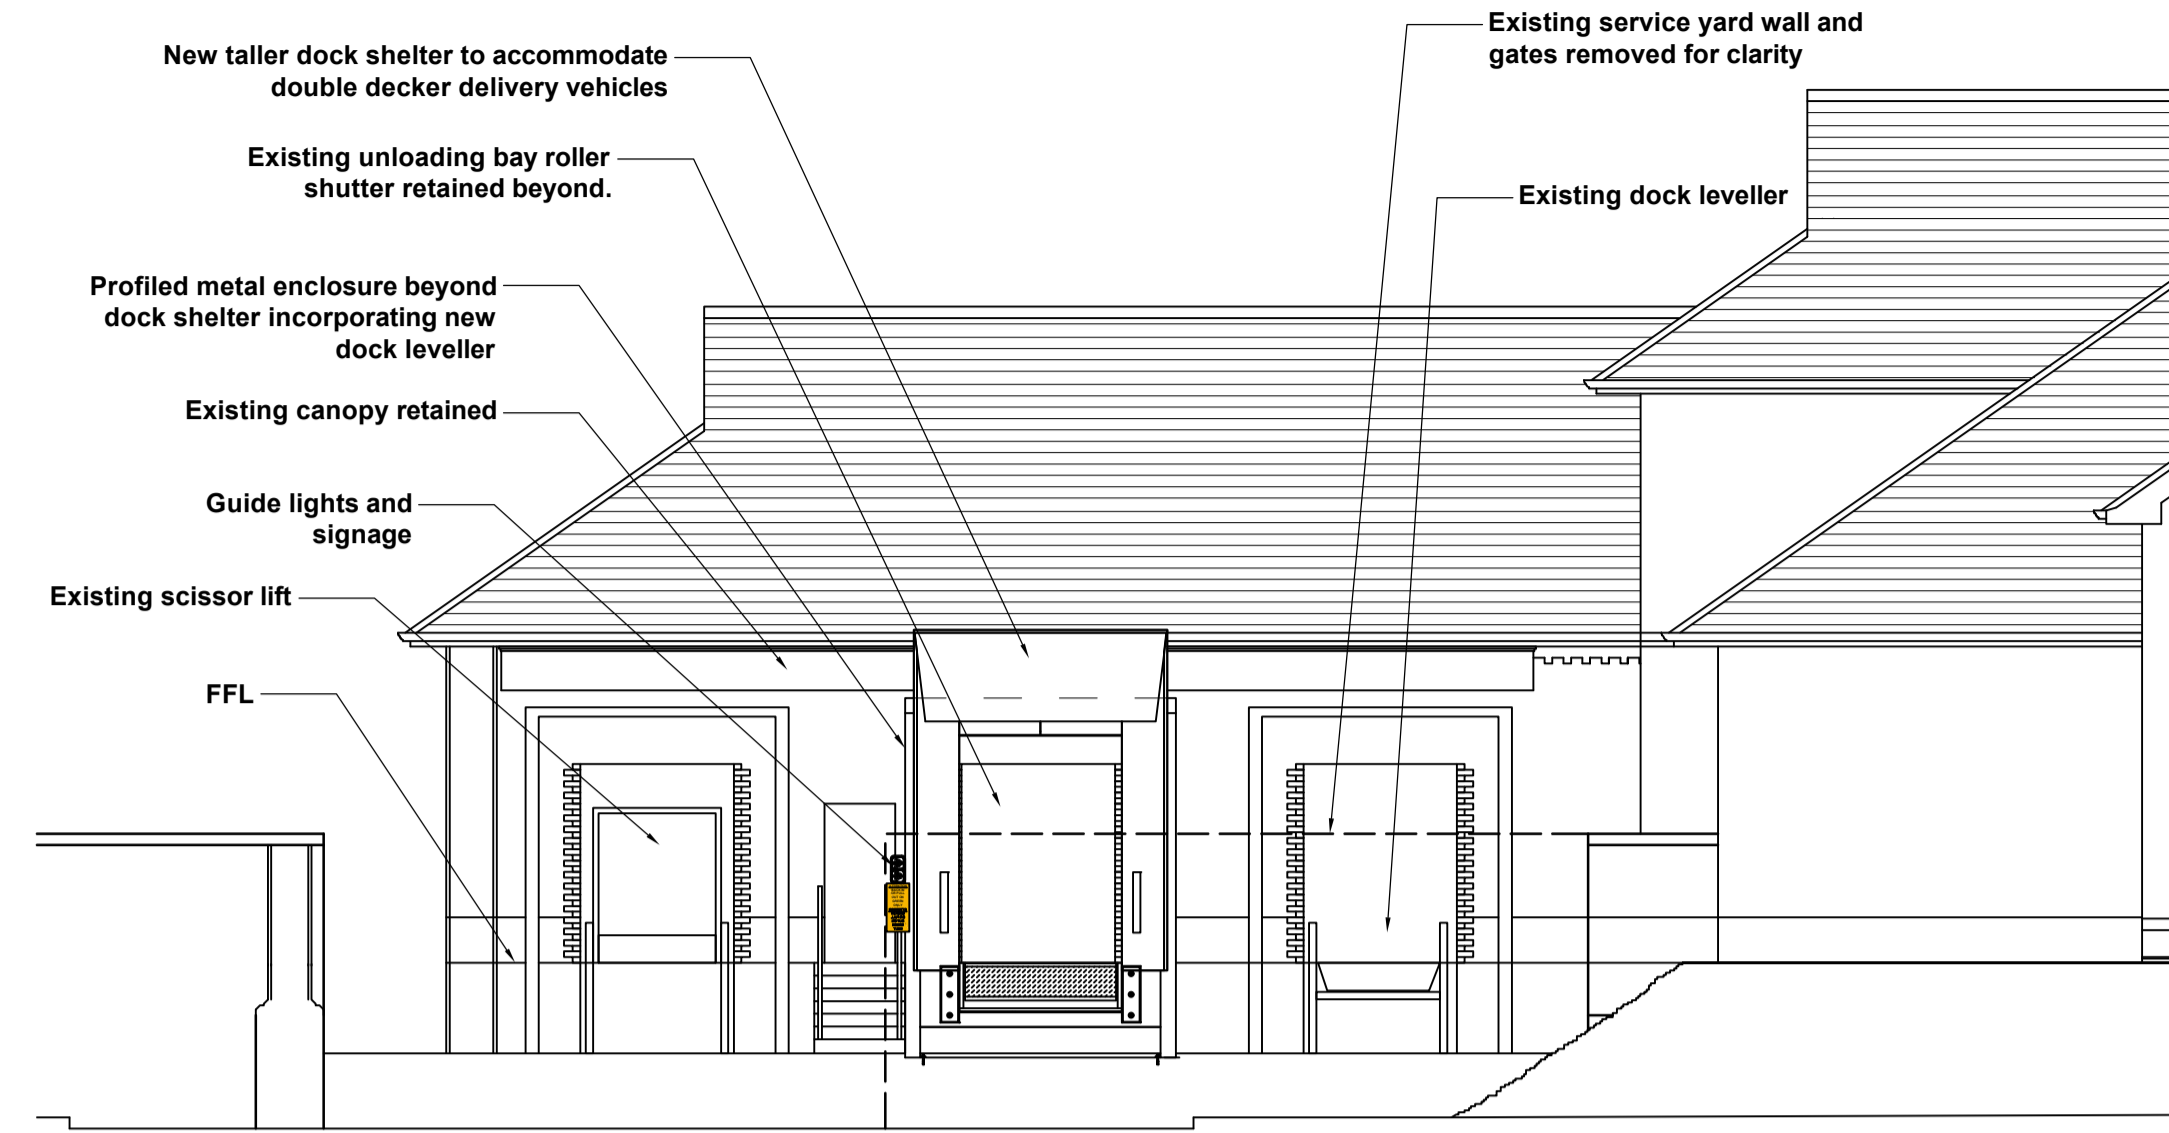 New taller dock shelter to accommodate
double decker delivery vehicles
Existing service yard wall and
gates removed for clarity
Existing unloading bay roller
shutter retained beyond.
Existing dock leveller
Profiled metal enclosure beyond
dock shelter incorporating new
dock leveller
Existing canopy retained
Guide lights and
signage
Existing scissor lift
FFL